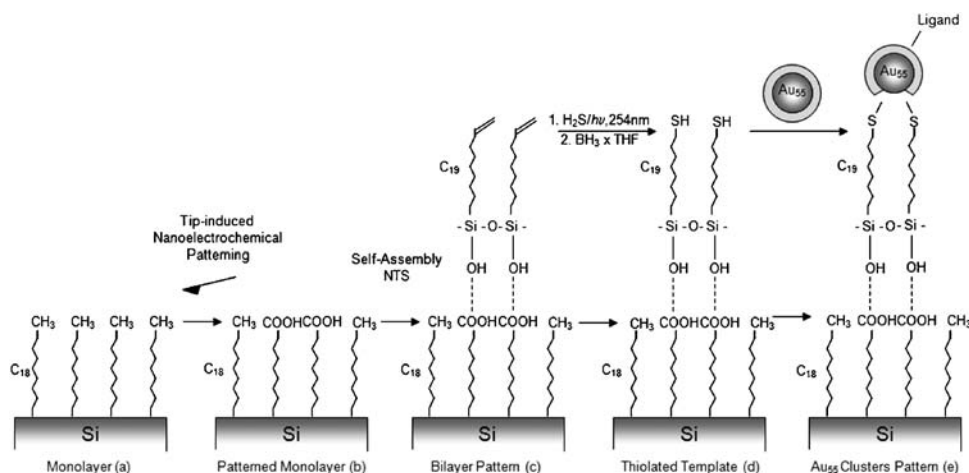 Ligand
Au55
Au55
1. H2S/hν, 254nm
2. BH3 x THF
SH SH
S S
C19
C19
C19
- Si - O - Si -
- Si - O - Si -
- Si - O - Si -
Tip-induced
Nanoelectrochemical
Patterning
Self-Assembly
NTS
OH OH
OH OH
OH OH
CH3 CH3 CH3 CH3
CH3 COOHCOOH CH3
CH3 COOHCOOH CH3
CH3 COOHCOOH CH3
CH3 COOHCOOH CH3
C18
C18
C18
C18
C18
Si
Si
Si
Si
Si
Monolayer (a)
Patterned Monolayer (b)
Bilayer Pattern (c)
Thiolated Template (d)
Au55 Clusters Pattern (e)